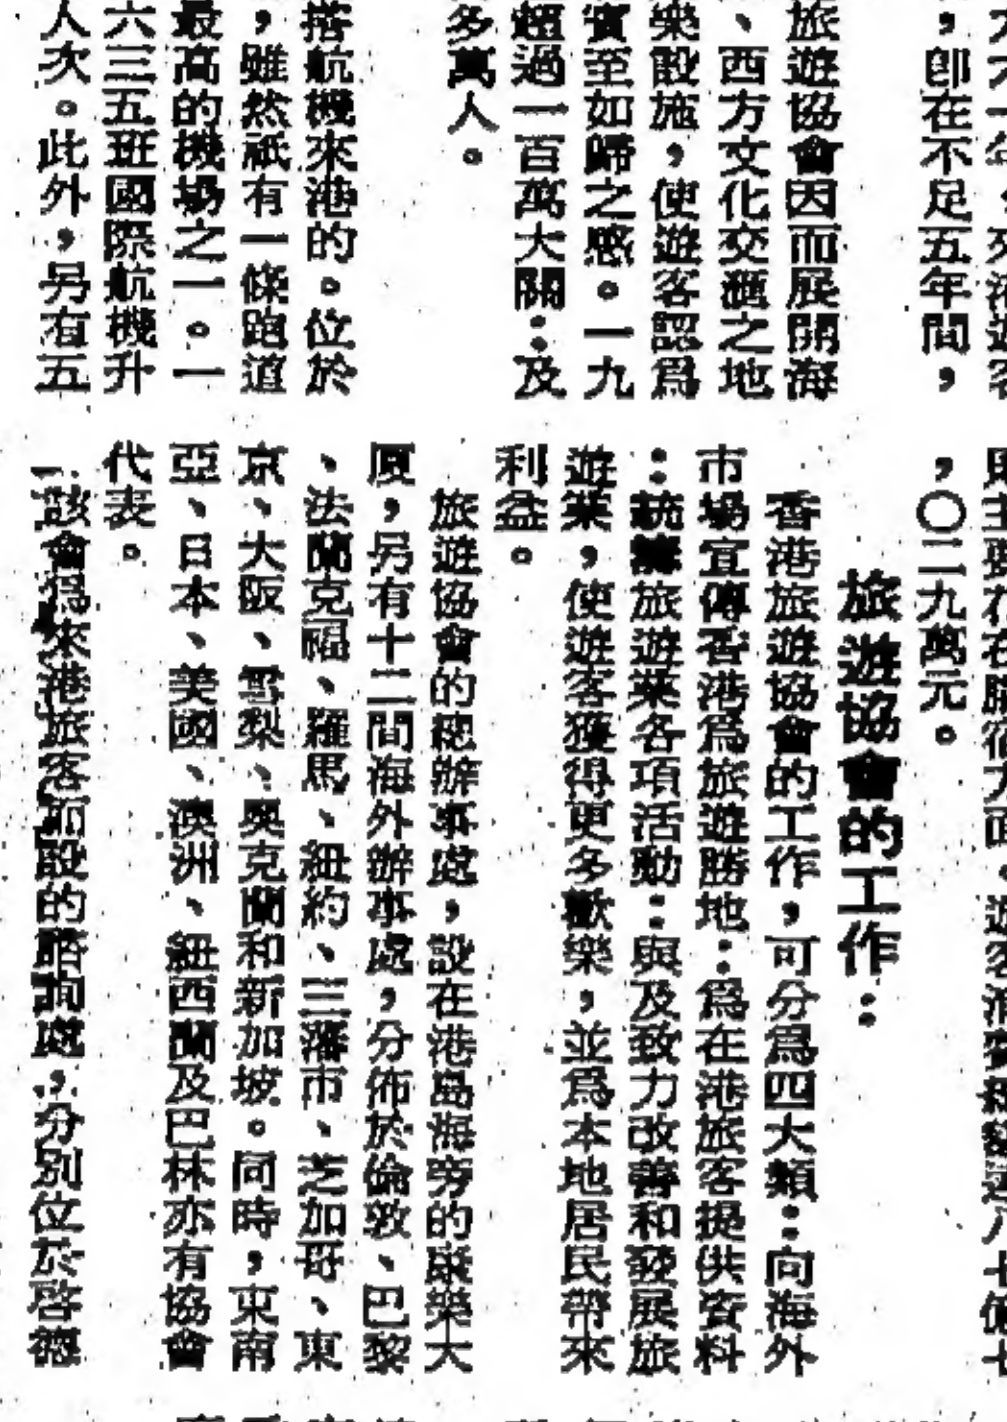 ，卽在不足五年間，
旅遊協會因而展開海
、西方文化交滙之地
樂設施，使遊客認爲
賓至如歸之感。一九
超過一百萬大關：及
多萬人。
搭航機來港的。位於
，雖然祇有一條跑道
最高的機場之一。一
六三五班國際航機升
人次。此外，另有五
，〇二九萬元。
旅遊協會的工作：
香港旅遊協會的工作，可分爲四大類：向海外
市場宣傳香港爲旅遊勝地：爲在港旅客提供資料
：統籌旅遊業各項活動：與及致力改善和發展旅
遊業，使遊客獲得更多歡樂，並爲本地居民帶來
利益。
旅遊協會的總辦事處，設在港島海旁的康樂大
厦，另有十二間海外辦事處，分佈於倫敦、巴黎
、法蘭克福、羅馬、紐約、三藩市、芝加哥、東
京、大阪、雪梨、奥克蘭和新加坡。同時，東南
亞、日本、美國、澳洲、紐西蘭及巴林亦有協會
代表。
該會爲來港旅客而設的諮詢處，分別位於啓德